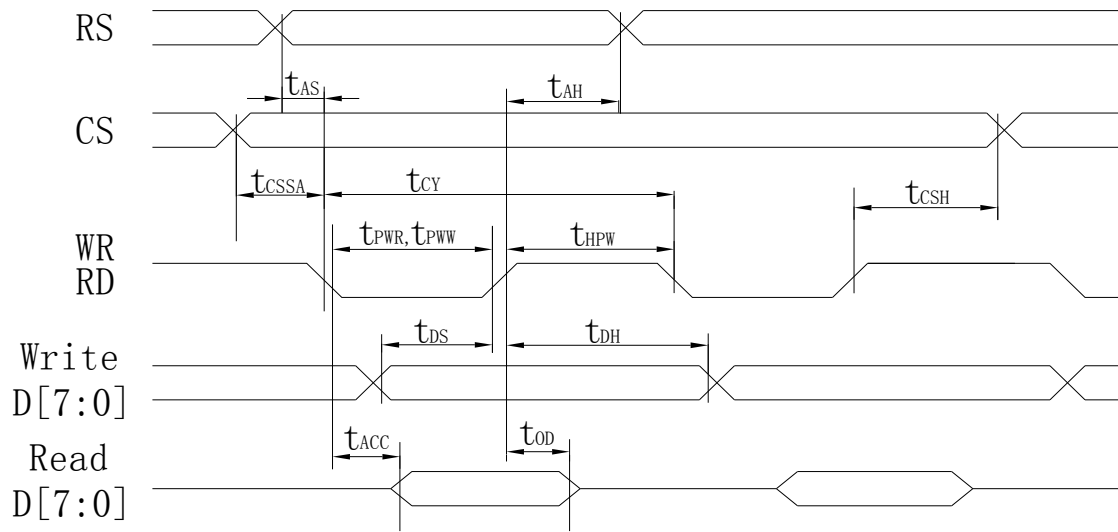 RS
tAS
tAH
CS
tCSSA
tCY
tCSH
WR
RD
tPWR,tPWW
tHPW
tDS
tDH
Write
D[7:0]
tACC
tOD
Read
D[7:0]